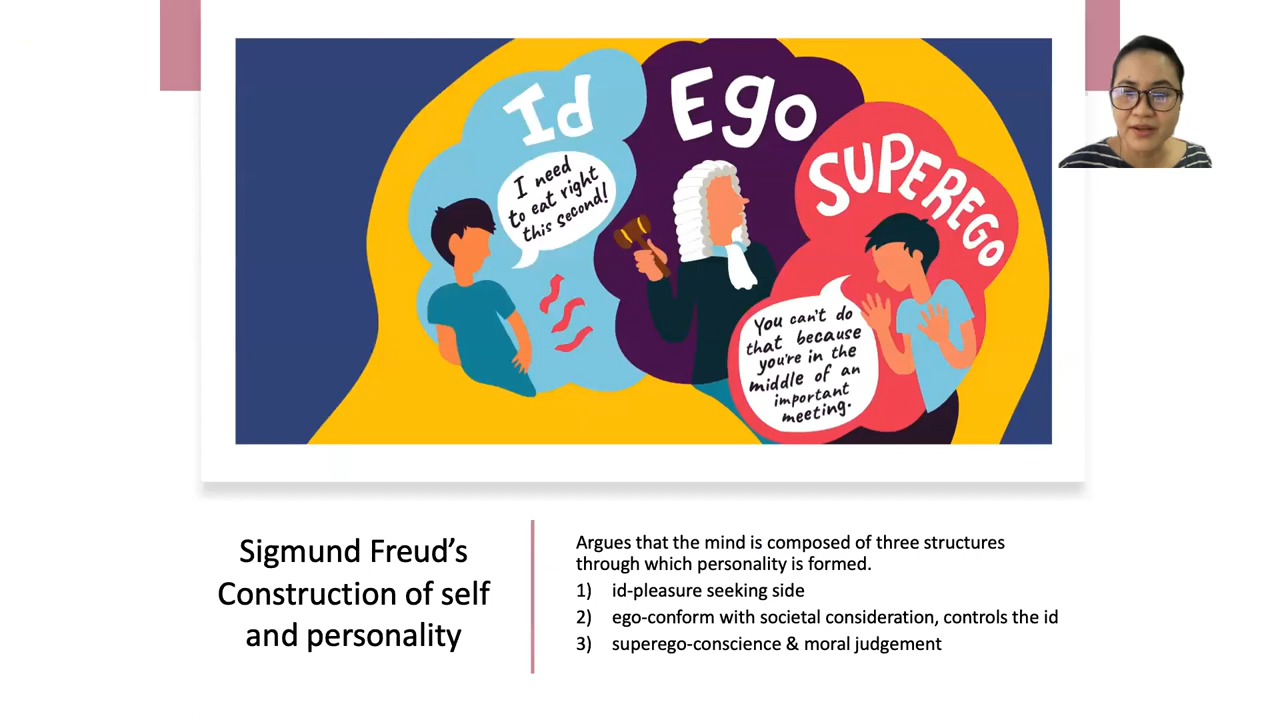 Id
Ego
SUPEREGO
I need
to eat right
this second!
You can't do
that because
you're in the
middle of an
important
meeting.
Sigmund Freud’s
Construction of self
and personality
Argues that the mind is composed of three structures
through which personality is formed.
1) id-pleasure seeking side
2) ego-conform with societal consideration, controls the id
3) superego-conscience & moral judgement